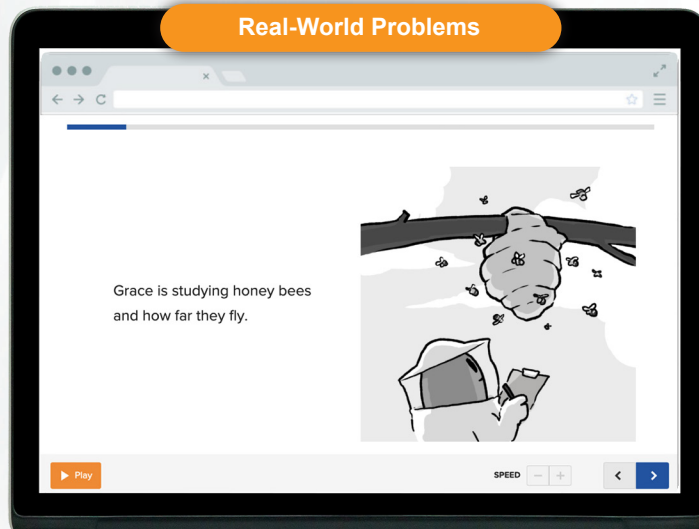 Real-World Problems
Grace is studying honey bees
and how far they fly.
Play
SPEED